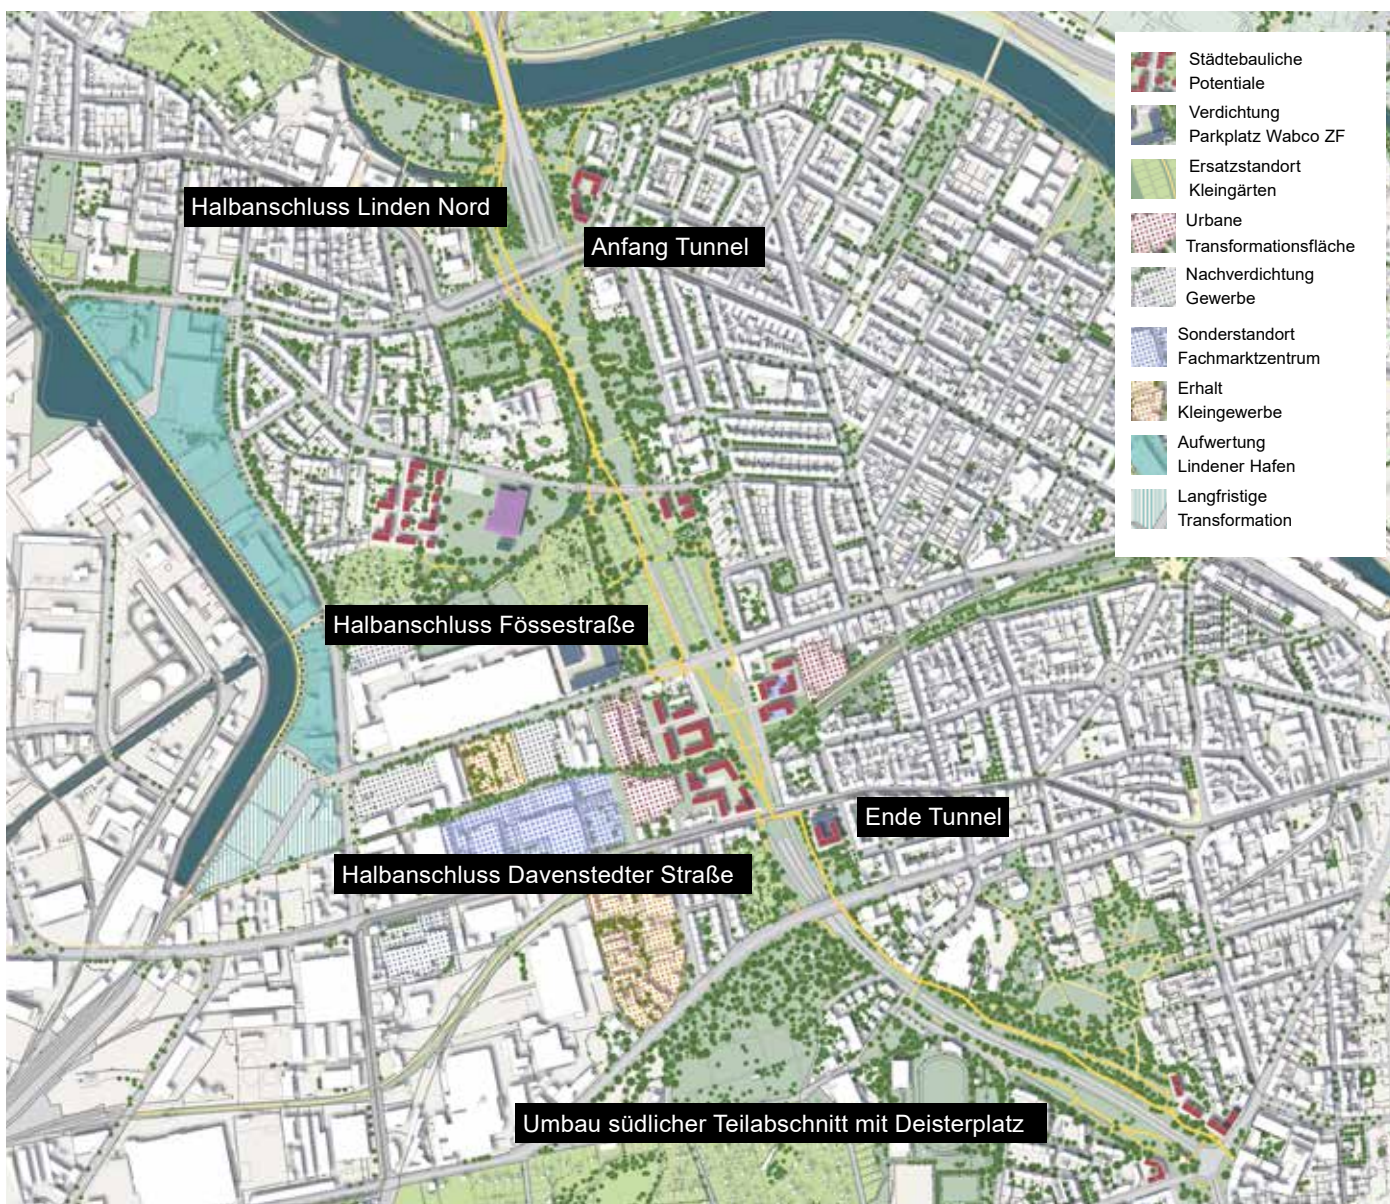 Städtebauliche
Potentiale
Verdichtung
Parkplatz Wabco ZF
Ersatzstandort
Kleingärten
Urbane
Transformationsfläche
Nachverdichtung
Gewerbe
Sonderstandort
Fachmarktzentrum
Erhalt
Kleingewerbe
Aufwertung
Lindener Hafen
Langfristige
Transformation
Halbanschluss Linden Nord
Anfang Tunnel
Halbanschluss Fössestraße
Ende Tunnel
Halbanschluss Davenstedter Straße
Umbau südlicher Teilabschnitt mit Deisterplatz